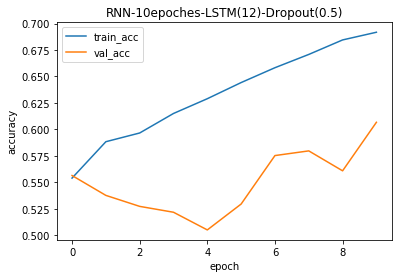 RNN-10epoches-LSTM(12)-Dropout(0.5)
0.700
0.675
0.650
0.625
0.600
0.575
0.550
0.525
0.500
accuracy
train_acc
val_acc
0 2 4 6 8
epoch